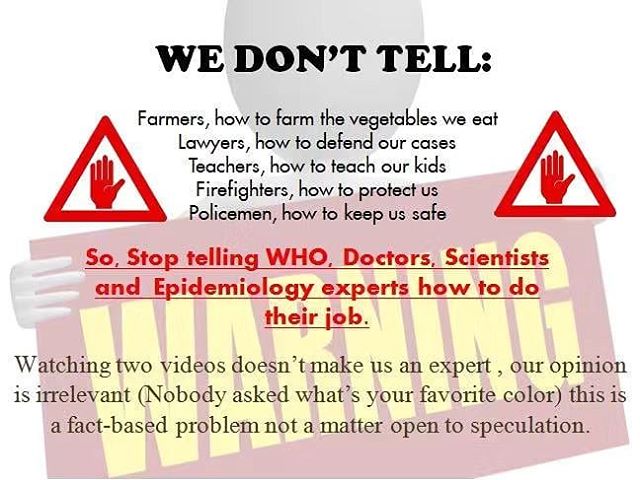 WE DON'T TELL:
Farmers, how to farm the vegetables we eat
Lawyers, how to defend our cases
Teachers, how to teach our kids
Firefighters, how to protect us
Policemen, how to keep us safe
So, Stop telling WHO, Doctors, Scientists
and Epidemiology experts how to do
their job.
Watching two videos doesn't make us an expert , our opinion
is irrelevant (Nobody asked what's your favorite color) this is
a fact-based problem not a matter open to speculation.
WARNING